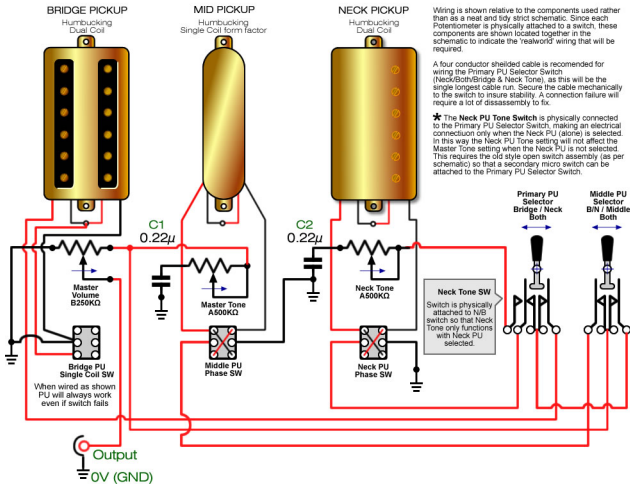 BRIDGE PICKUP
Humbucking
Dual Coil
MID PICKUP
Humbucking
Single Coil form factor
NECK PICKUP
Humbucking
Dual Coil
Wiring is shown relative to the components used rather
than as a neat and tidy strict schematic. Since each
Potentiometer is physically attached to a switch, these
components are shown located together in the
schematic to indicate the 'realworld' wiring that will be
required.
A four conductor sheilded cable is recomended for
wiring the Primary PU Selector Switch
(Neck/Both/Bridge & Neck Tone), as this will be the
single longest cable run. Secure the cable mechanically
to the switch to insure stability. A connection failure will
require a lot of dissassembly to fix.
* The Neck PU Tone Switch is physically connected
to the Primary PU Selector Switch, making an electrical
connectiuon only when the Neck PU (alone) is selected.
In this way the Neck PU Tone setting will not affect the
Master Tone setting when the Neck PU is not selected.
This requires the old style open switch assembly (as per
schematic) so that a secondary micro switch can be
attached to the Primary PU Selector Switch.
Primary PU
Selector
Bridge / Neck
Both
Middle PU
Selector
B/N / Middle
Both
C1
0.22µ
C2
0.22µ
Master
Volume
B250KΩ
Master Tone
A500KΩ
Neck Tone
A500KΩ
Neck Tone SW
Switch is physically
attached to N/B
switch so that Neck
Tone only functions
with Neck PU
selected.
Bridge PU
Single Coil SW
When wired as shown
PU will always work
even if switch fails
Middle PU
Phase SW
Neck PU
Phase SW
Output
0V (GND)